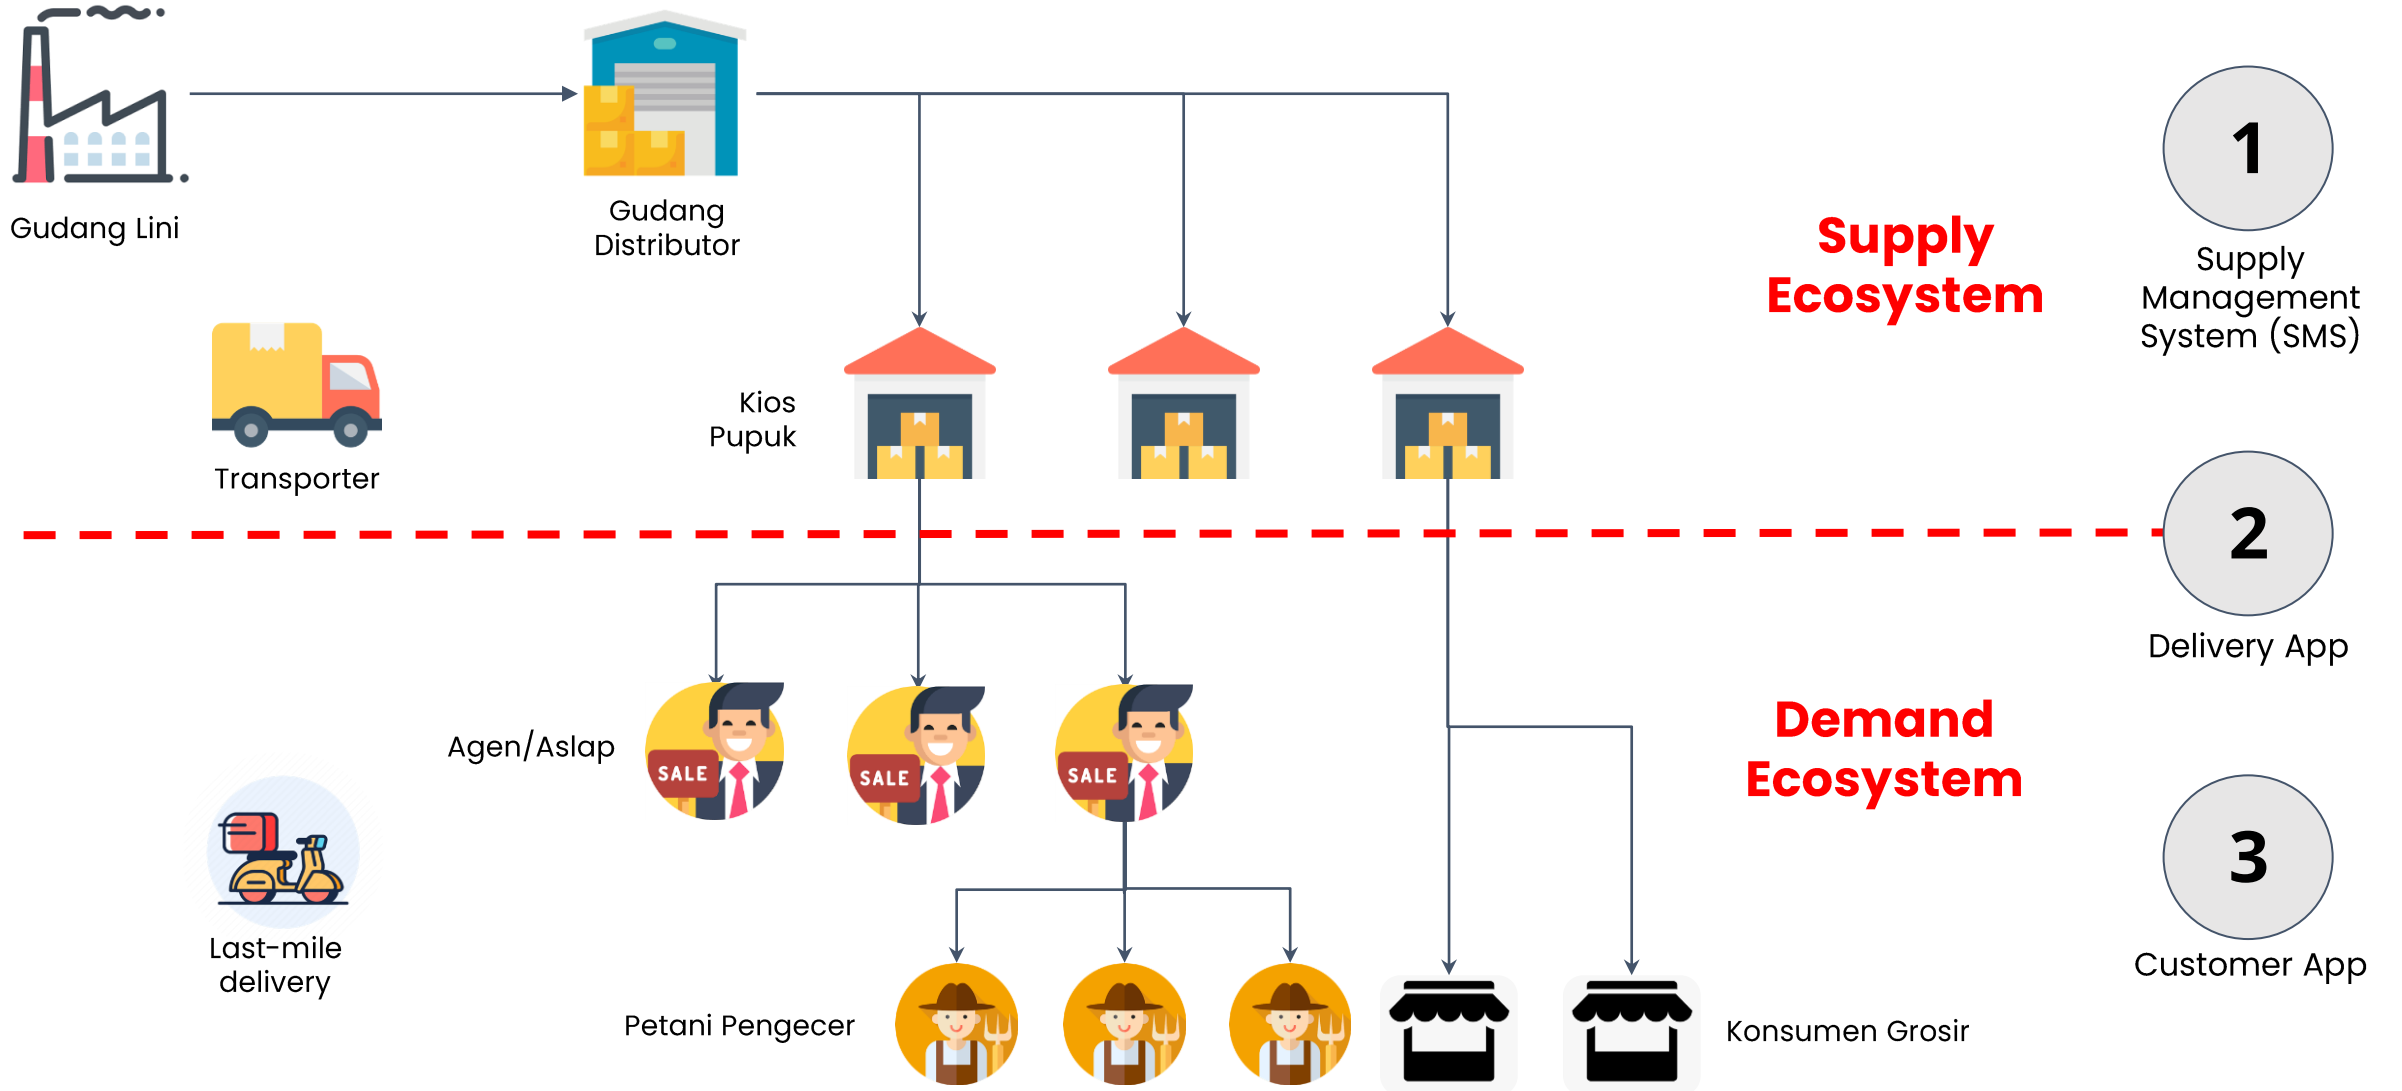 Gudang Lini
Gudang
Distributor
1
Supply
Ecosystem
Supply
Management
System (SMS)
Transporter
Kios
Pupuk
2
Delivery App
Agen/Aslap
SALE
SALE
SALE
Demand
Ecosystem
3
Customer App
Last-mile
delivery
Petani Pengecer
Konsumen Grosir